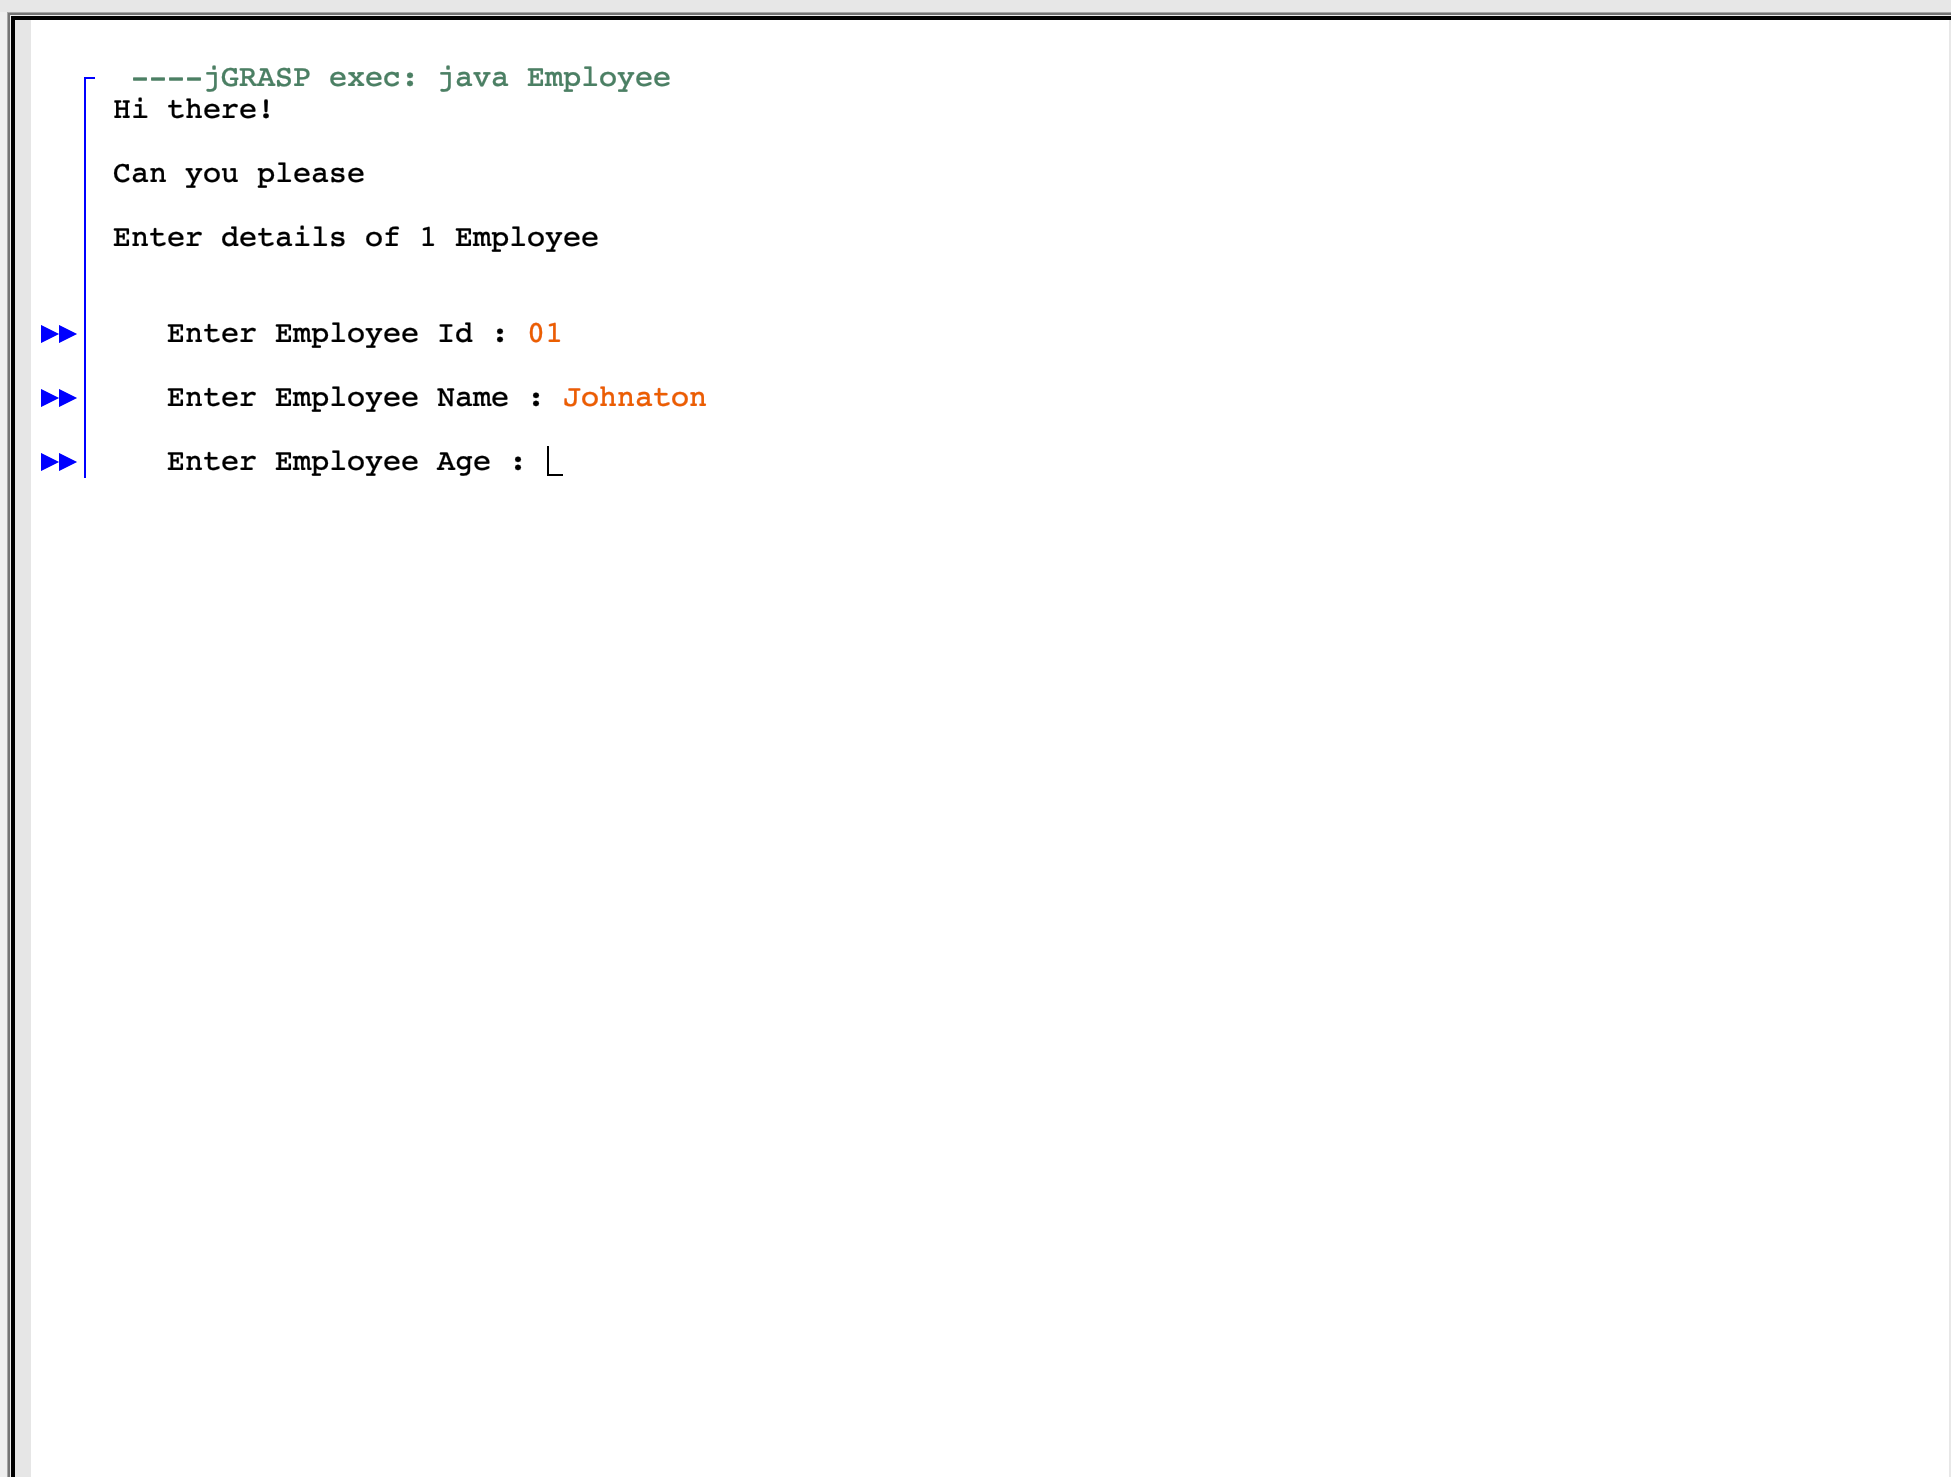 ----jGRASP exec: java Employee
Hi there!
Can you please
Enter details of 1 Employee
Enter Employee Id : 01
Enter Employee Name : Johnaton
Enter Employee Age :